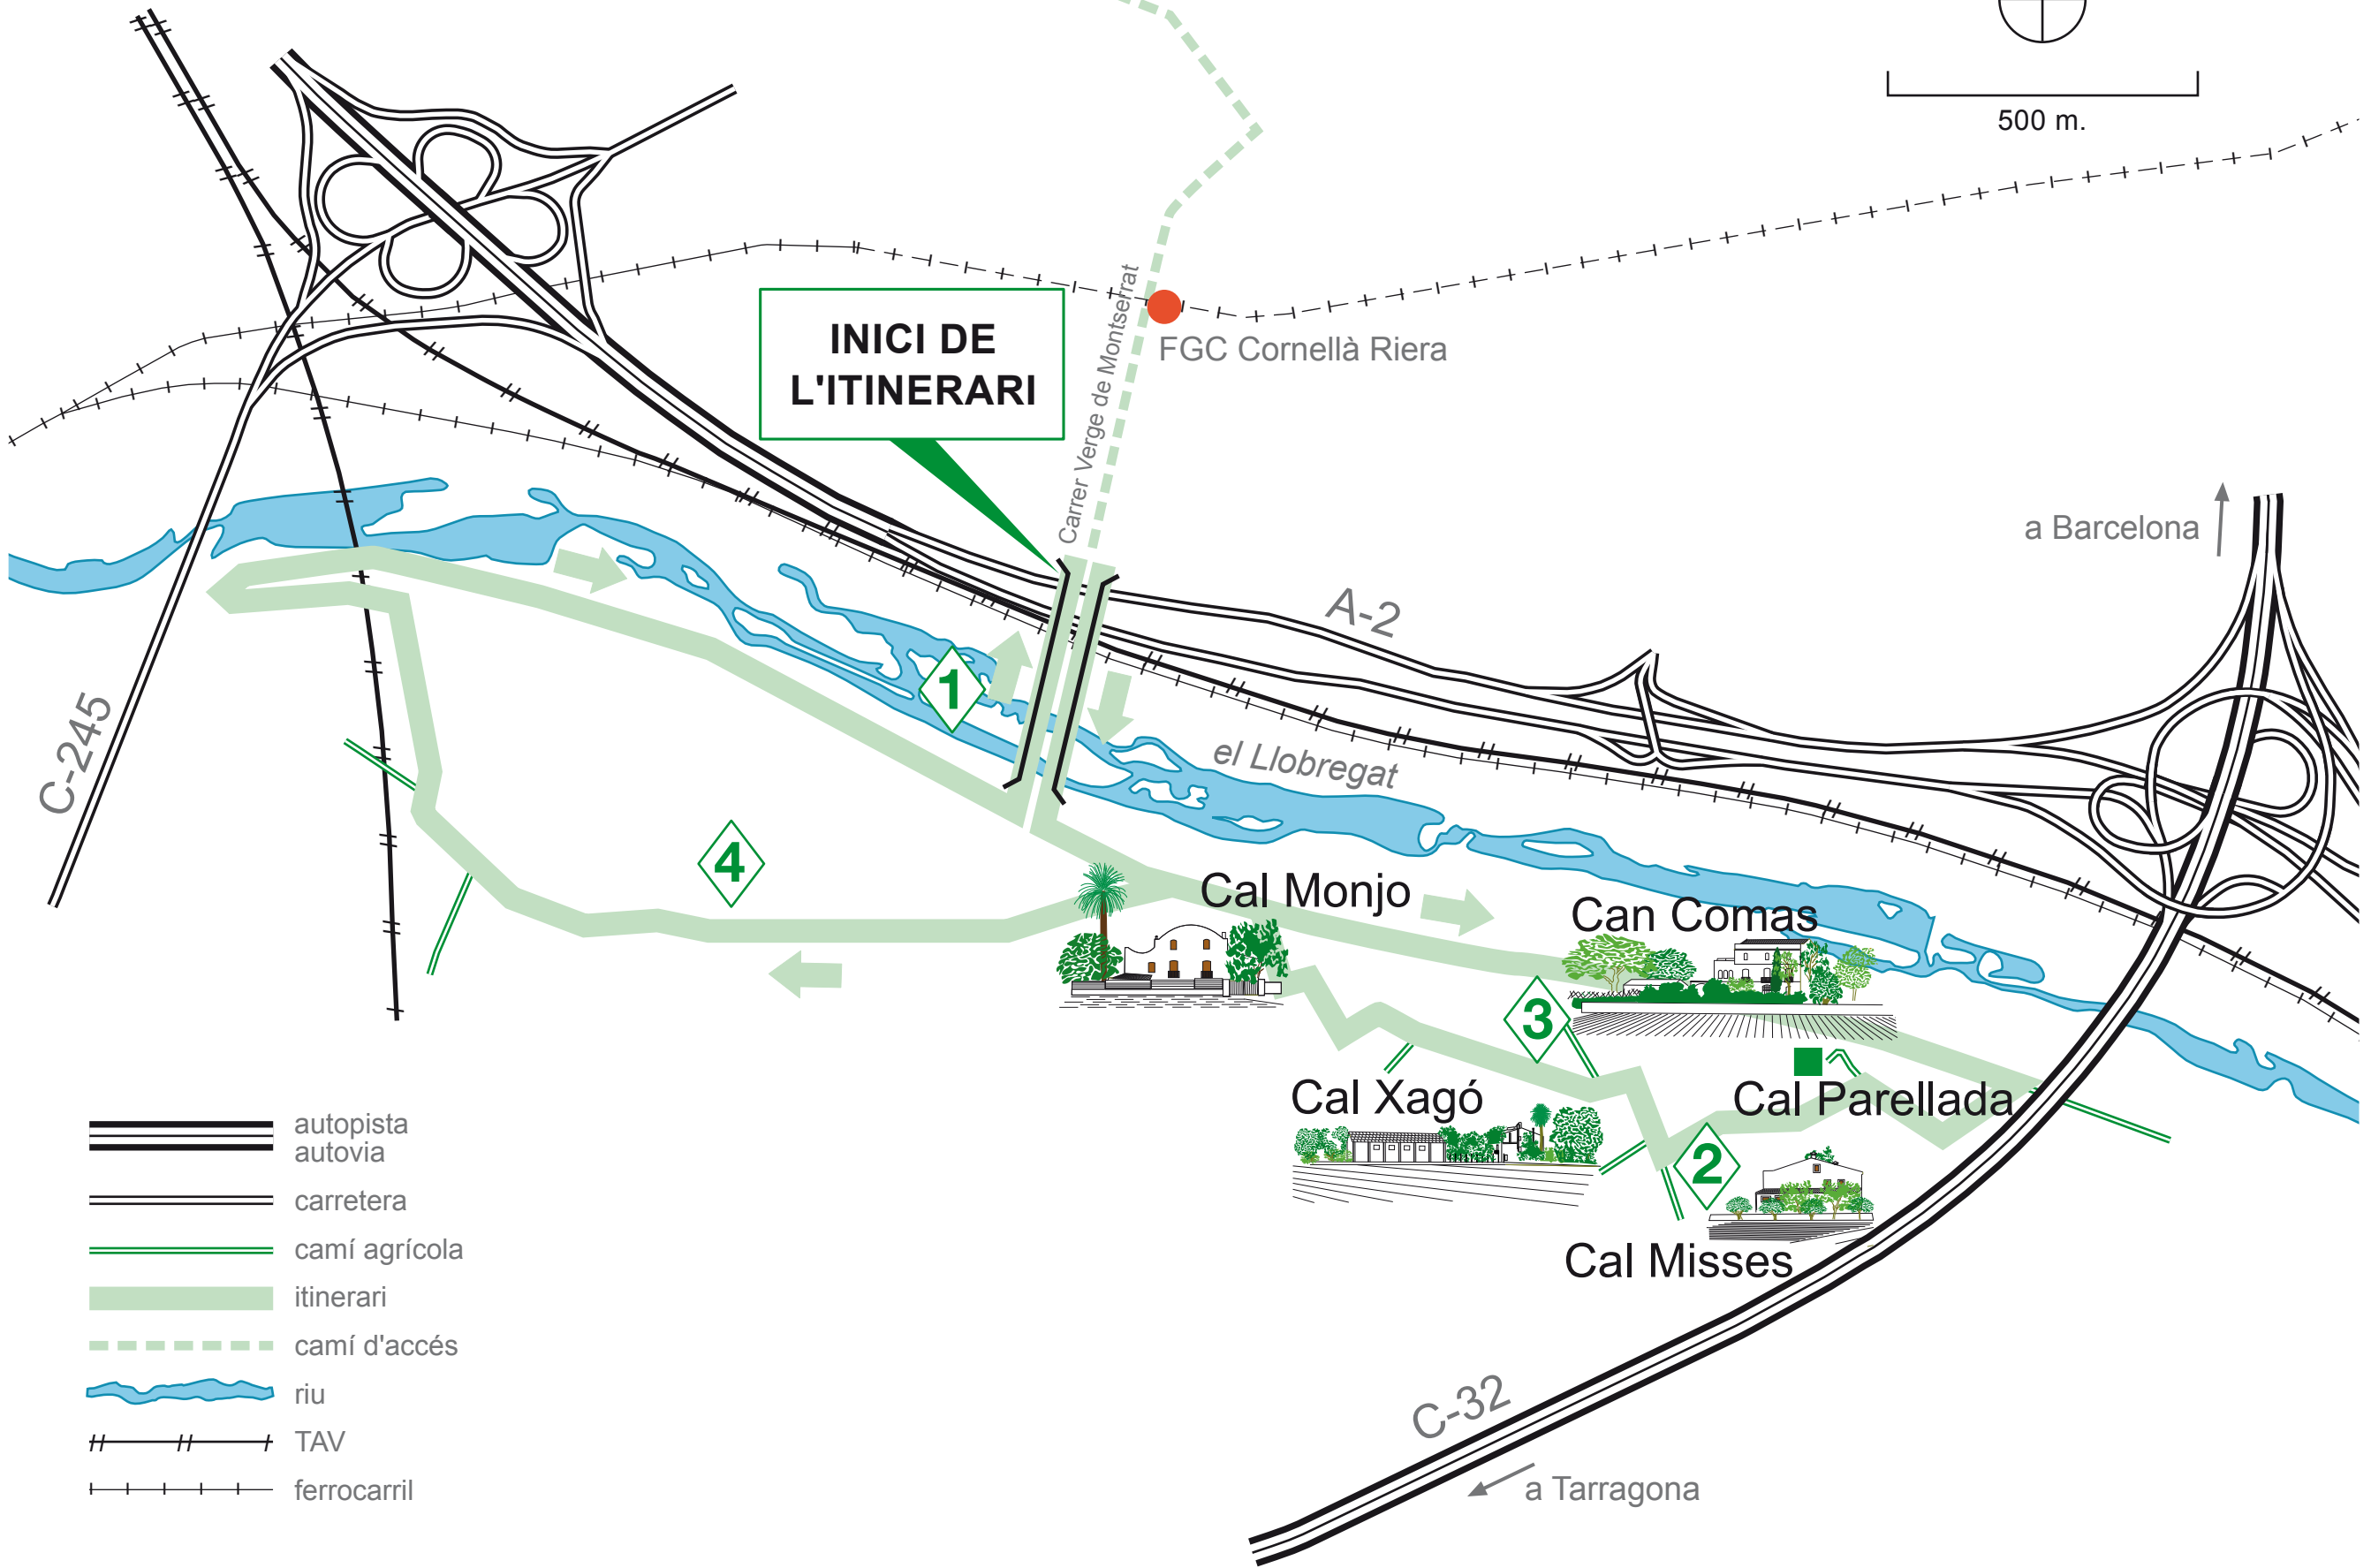 500 m.
INICI DE
L'ITINERARI
Carrer Verge de Montserrat
FGC Cornellà Riera
a Barcelona
A-2
C-245
1
el Llobregat
4
Cal Monjo
Can Comas
3
Cal Xagó
Cal Parellada
2
Cal Misses
C-32
a Tarragona
autopista
autovia
carretera
camí agrícola
itinerari
camí d'accés
riu
TAV
ferrocarril